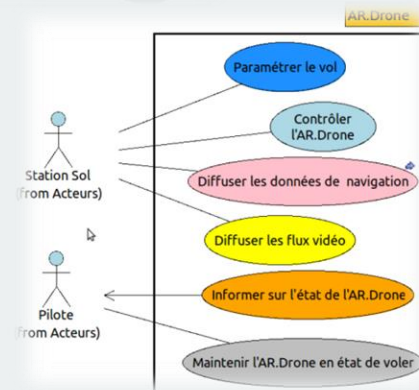 AR.Drone
Paramétrer le vol
Contrôler
l'AR.Drone
Station Sol
(from Acteurs)
Diffuser les données de navigation
Diffuser les flux vidéo
Informer sur l'état de l'AR.Drone
Pilote
(from Acteurs)
Maintenir l'AR.Drone en état de voler